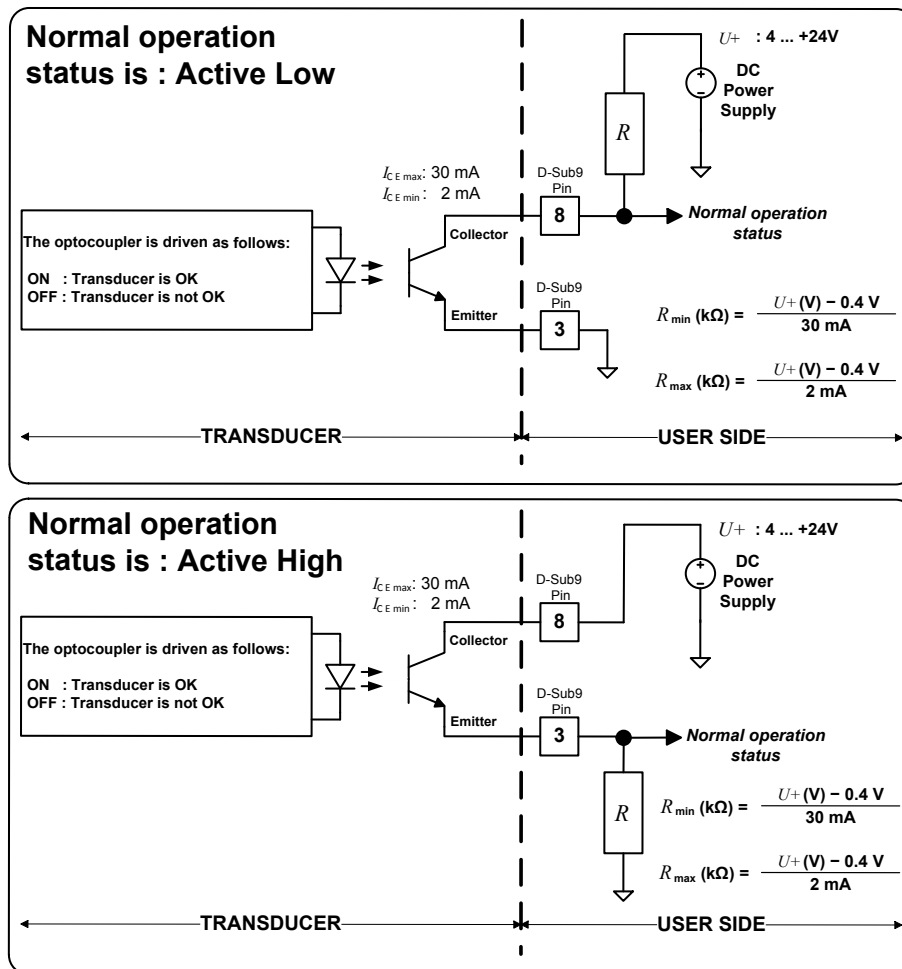 Normal operation
status is : Active Low
U+ : 4 ... +24V
DC
Power
Supply
R
I CE max: 30 mA
I CE min: 2 mA
D-Sub9
Pin
8
Collector
Normal operation
status
The optocoupler is driven as follows:
ON : Transducer is OK
OFF : Transducer is not OK
Emitter
D-Sub9
Pin
3
R min (kΩ) = U+ (V) − 0.4 V
30 mA
R max (kΩ) = U+ (V) − 0.4 V
2 mA
TRANSDUCER
USER SIDE
Normal operation
status is : Active High
U+ : 4 ... +24V
DC
Power
Supply
I CE max: 30 mA
I CE min: 2 mA
D-Sub9
Pin
8
Collector
The optocoupler is driven as follows:
ON : Transducer is OK
OFF : Transducer is not OK
Emitter
D-Sub9
Pin
3
Normal operation
status
R
R min (kΩ) = U+ (V) − 0.4 V
30 mA
R max (kΩ) = U+ (V) − 0.4 V
2 mA
TRANSDUCER
USER SIDE